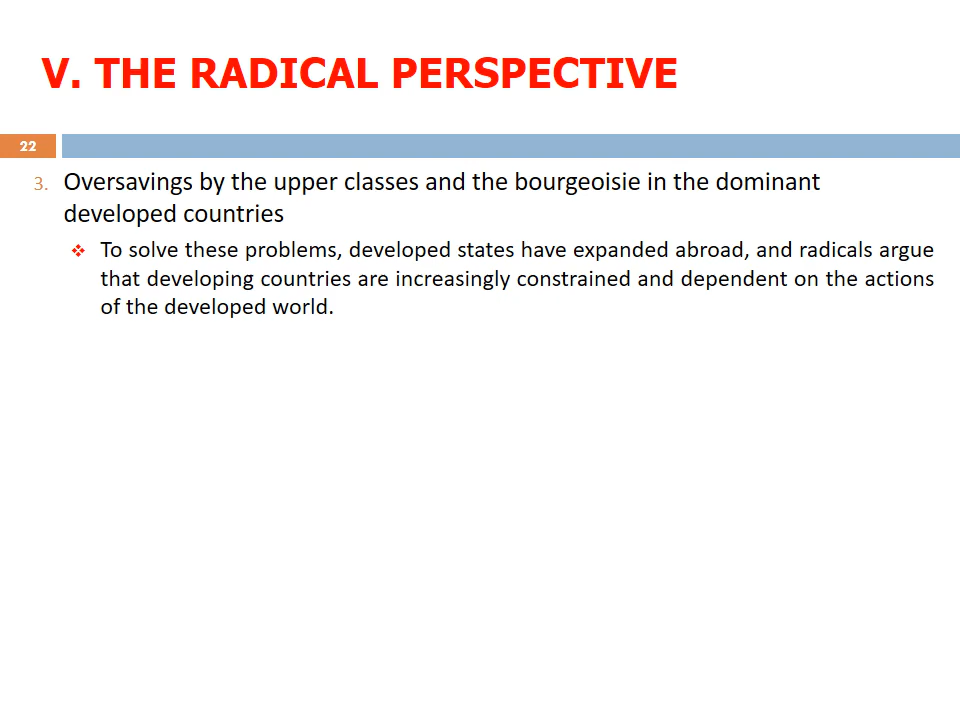 V. THE RADICAL PERSPECTIVE
22
3. Oversavings by the upper classes and the bourgeoisie in the dominant
developed countries
❖ To solve these problems, developed states have expanded abroad, and radicals argue
that developing countries are increasingly constrained and dependent on the actions
of the developed world.